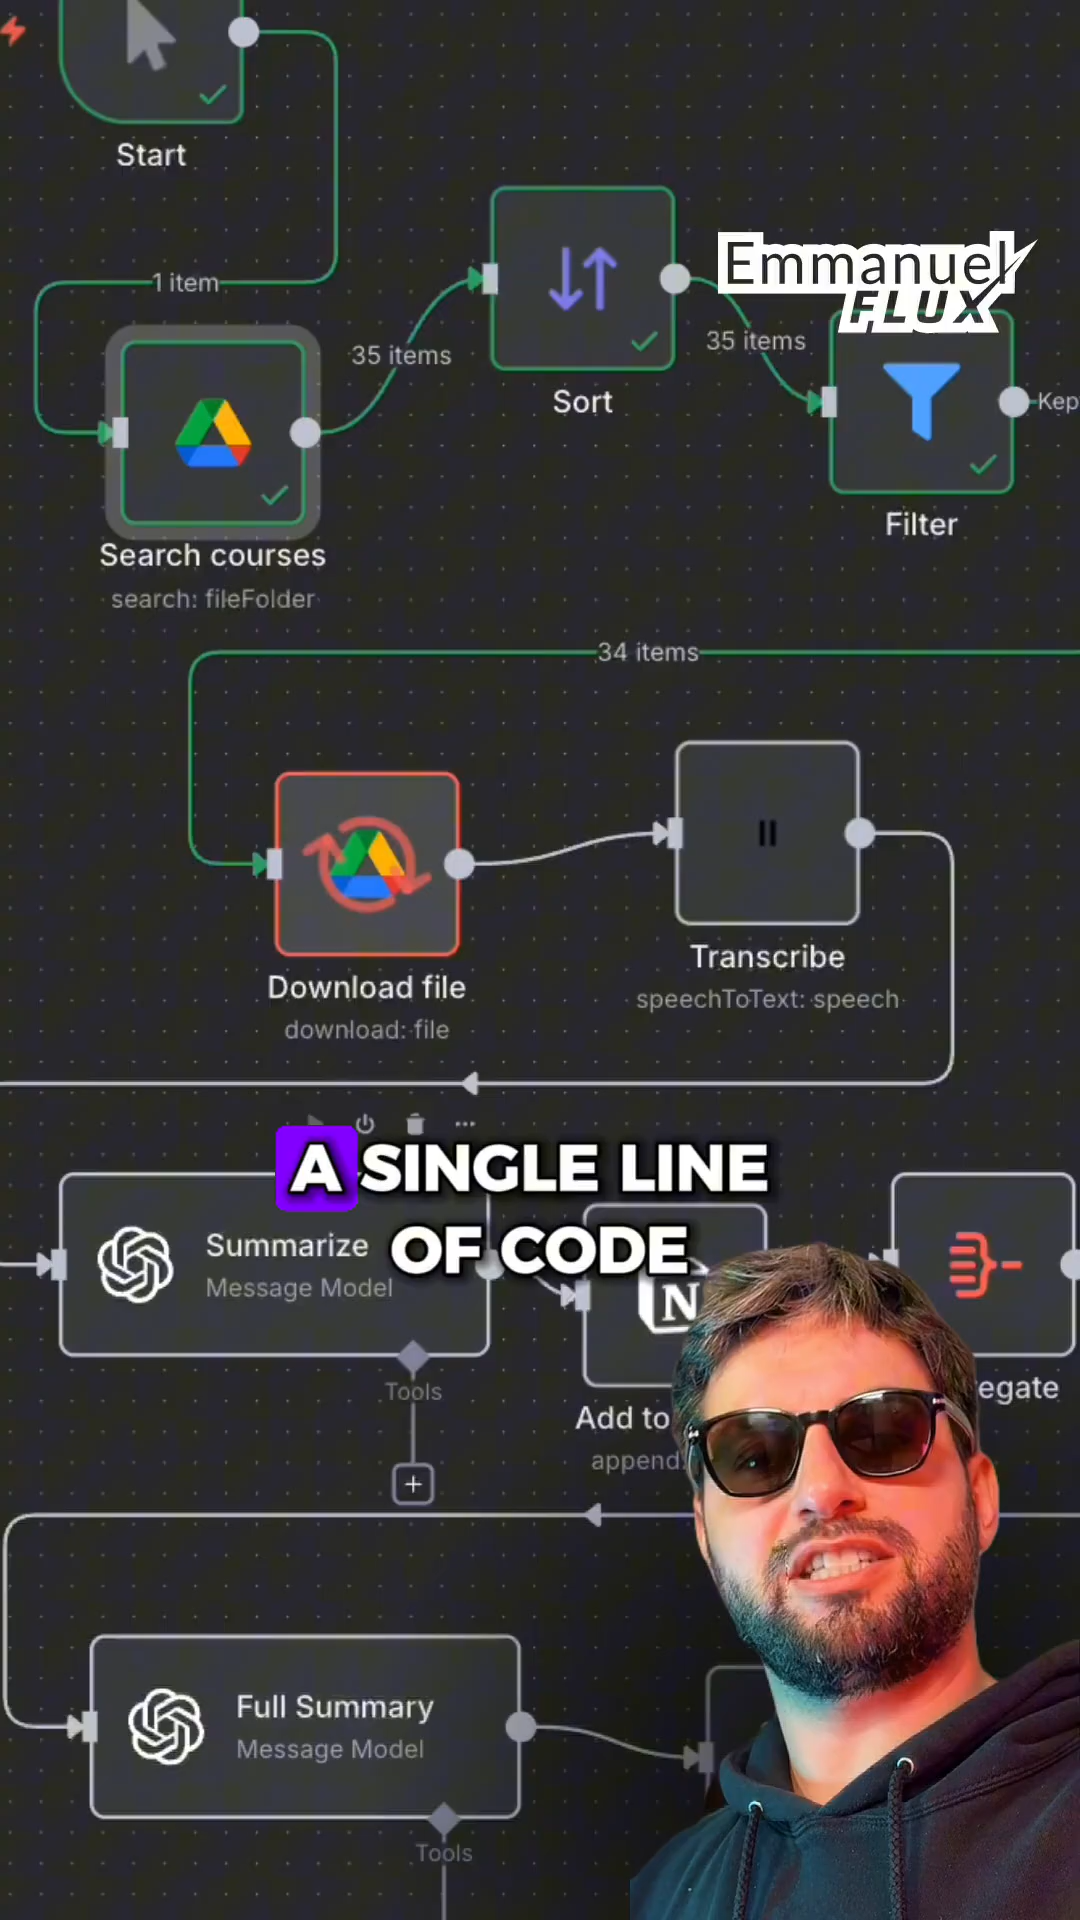 Start
1 item
Emmanuel
FLUX
35 items
35 items
Sort
Kept
Filter
Search courses
search: fileFolder
34 items
Download file
download: file
Transcribe
speechToText: speech
A SINGLE LINE
OF CODE
Summarize
Message Model
N
Tools
Add to
append:
egate
Full Summary
Message Model
Tools